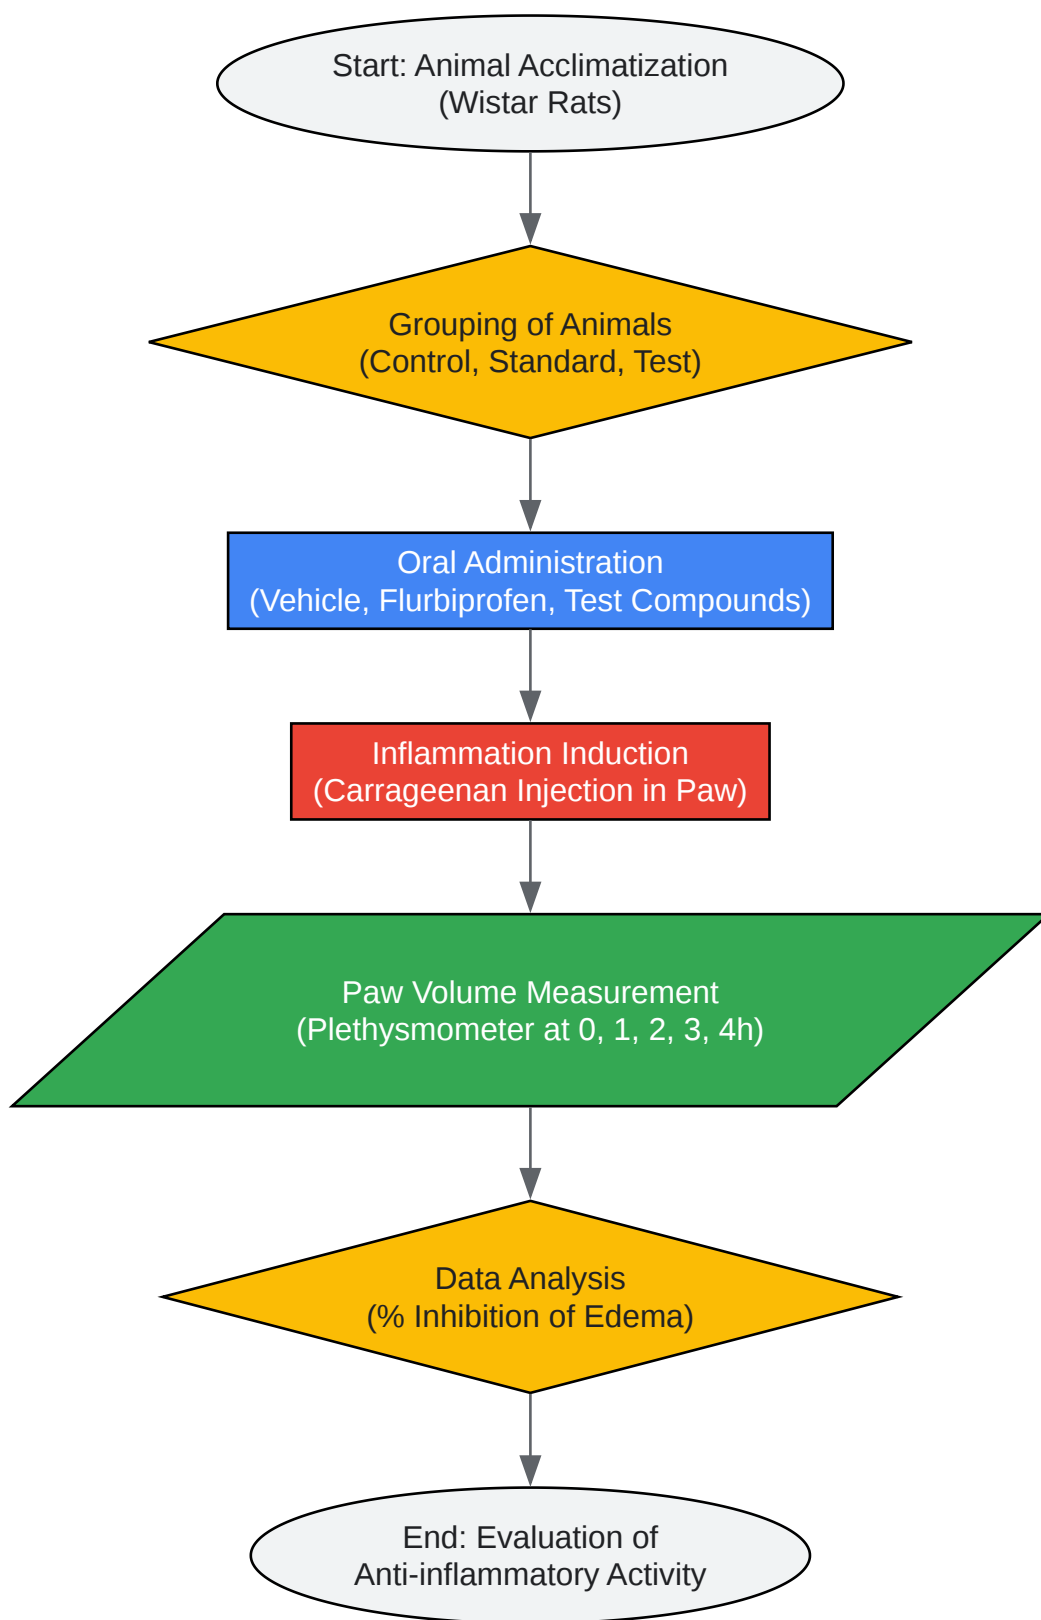 Start: Animal Acclimatization
(Wistar Rats)
Grouping of Animals
(Control, Standard, Test)
Oral Administration
(Vehicle, Flurbiprofen, Test Compounds)
Inflammation Induction
(Carrageenan Injection in Paw)
Paw Volume Measurement
(Plethysmometer at 0, 1, 2, 3, 4h)
Data Analysis
(% Inhibition of Edema)
End: Evaluation of
Anti-inflammatory Activity